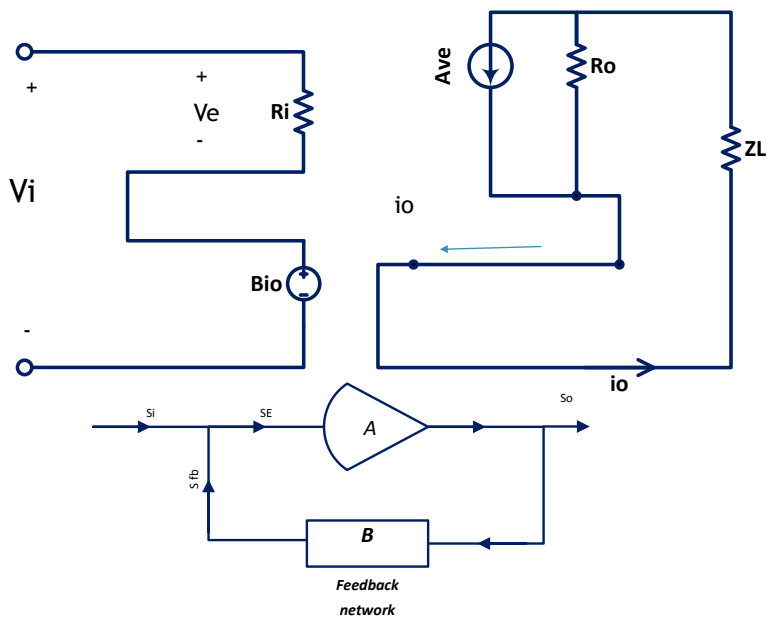 Ave
Ro
+
+
Ve
Ri
-
ZL
Vi
io
Bio
+
-
-
io
Si
SE
So
A
S fb
B
Feedback
network